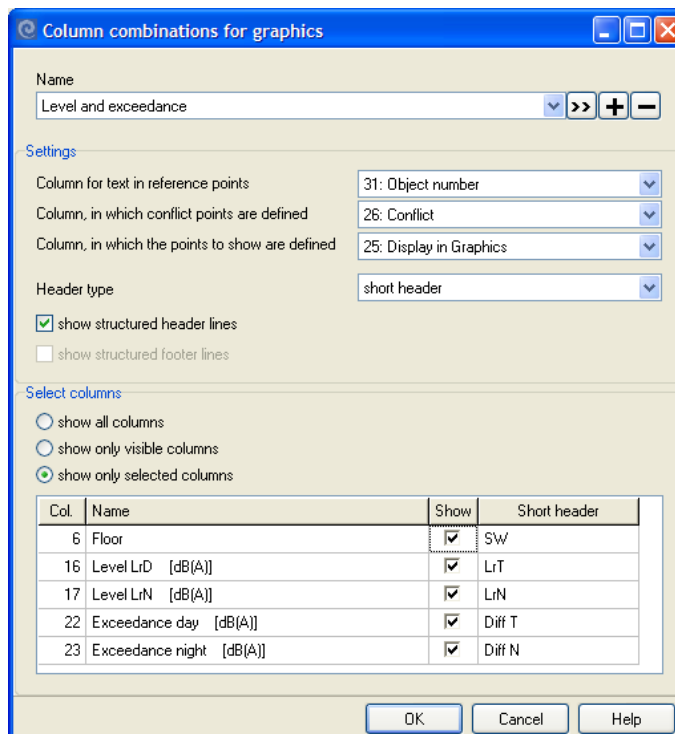 Column combinations for graphics
Name
Level and exceedance >> + −
Settings
Column for text in reference points 31: Object number
Column, in which conflict points are defined 26: Conflict
Column, in which the points to show are defined 25: Display in Graphics
Header type short header
show structured header lines
show structured footer lines
Select columns
show all columns
show only visible columns
show only selected columns
Col. Name Show Short header
6 Floor SW
16 Level LrD [dB(A)] LrT
17 Level LrN [dB(A)] LrN
22 Exceedance day [dB(A)] Diff T
23 Exceedance night [dB(A)] Diff N
OK Cancel Help